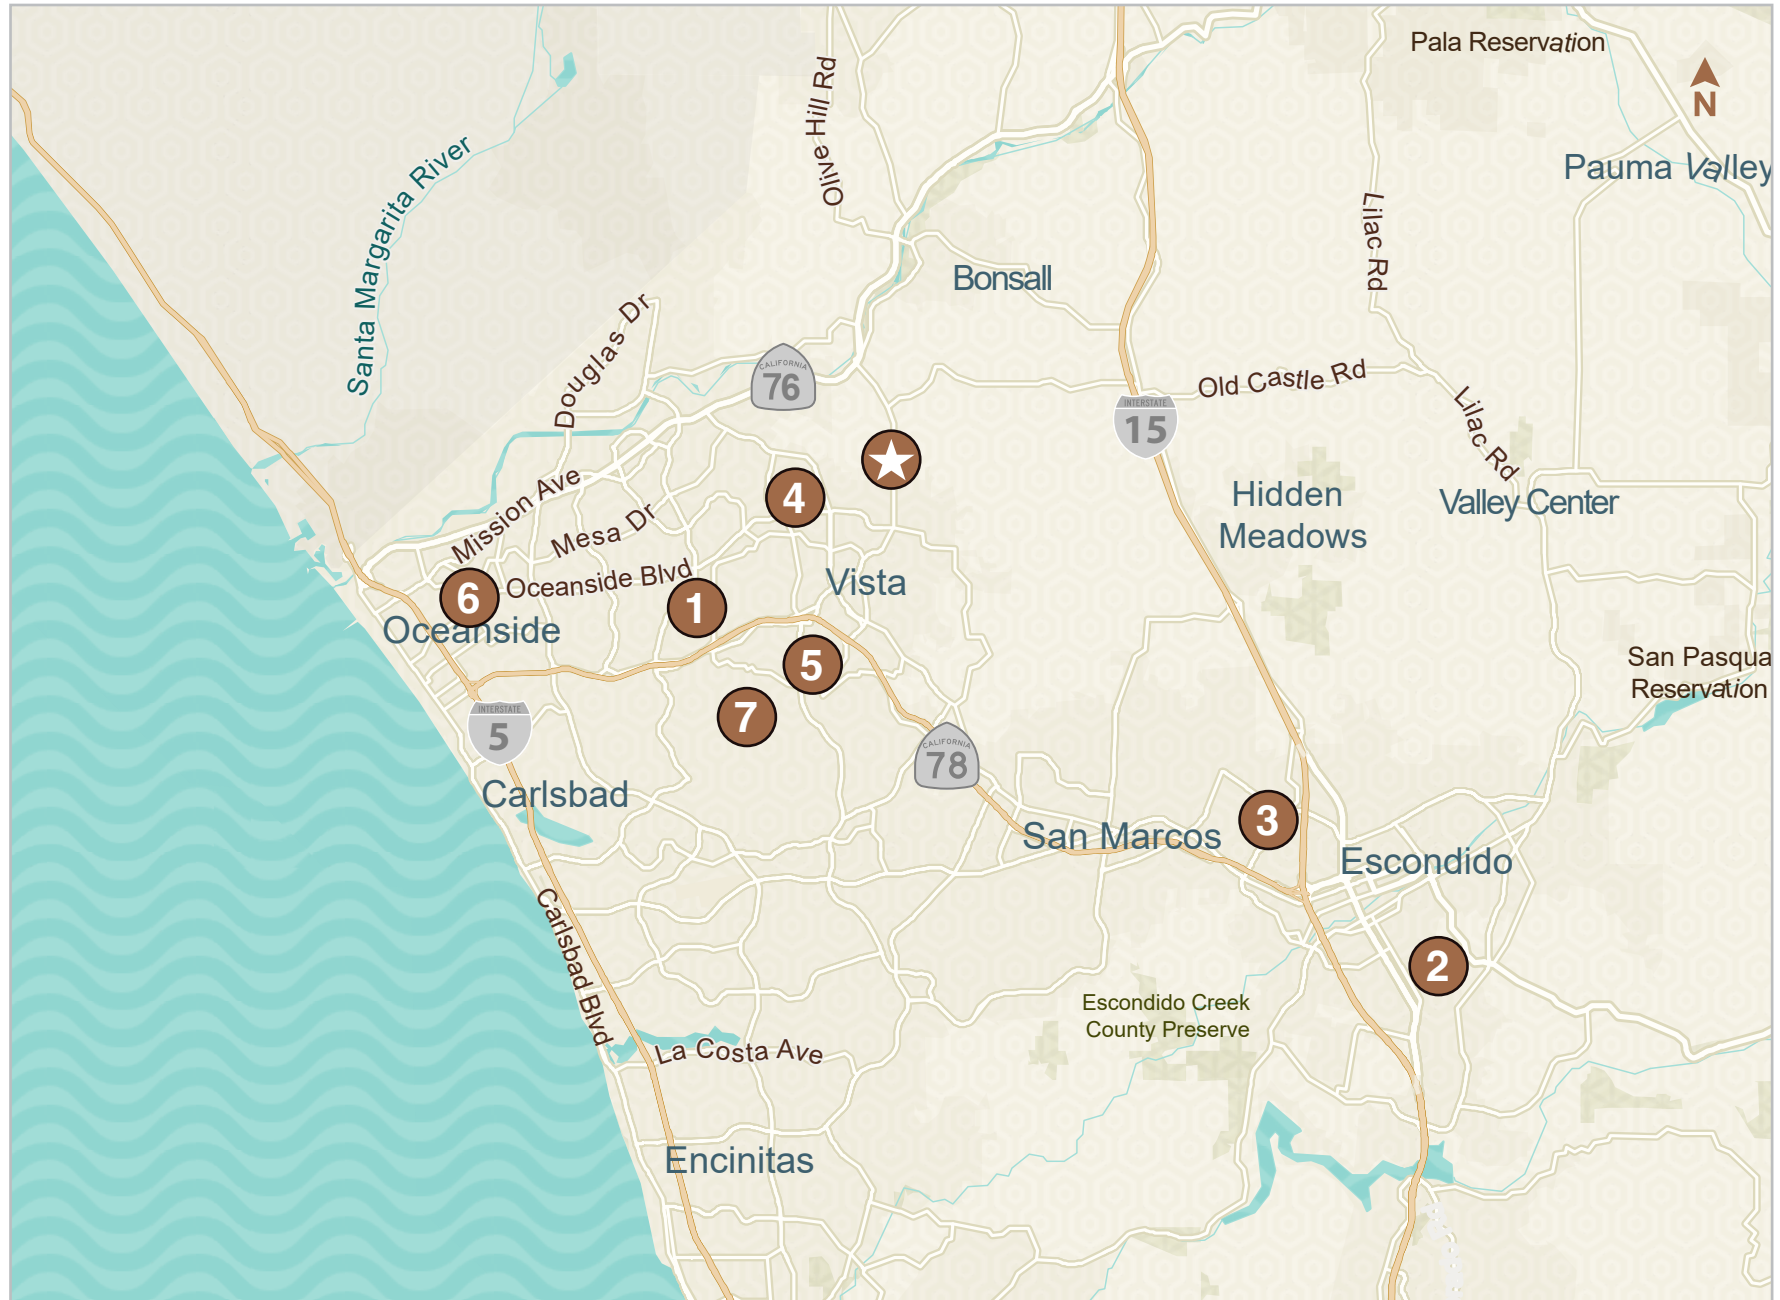 Pala Reservation
N
Olive Hill Rd
Pauma Valley
Santa Margarita River
Lilac Rd
Bonsall
Douglas Dr
CALIFORNIA
76
Old Castle Rd
INTERSTATE
15
Lilac Rd
4
Hidden
Meadows
Valley Center
Mission Ave
Mesa Dr
Oceanside Blvd
Vista
6
1
Oceanside
5
San Pasqua
Reservation
7
INTERSTATE
5
CALIFORNIA
78
Carlsbad
San Marcos
3
Escondido
Carlsbad Blvd
2
Escondido Creek
County Preserve
La Costa Ave
Encinitas